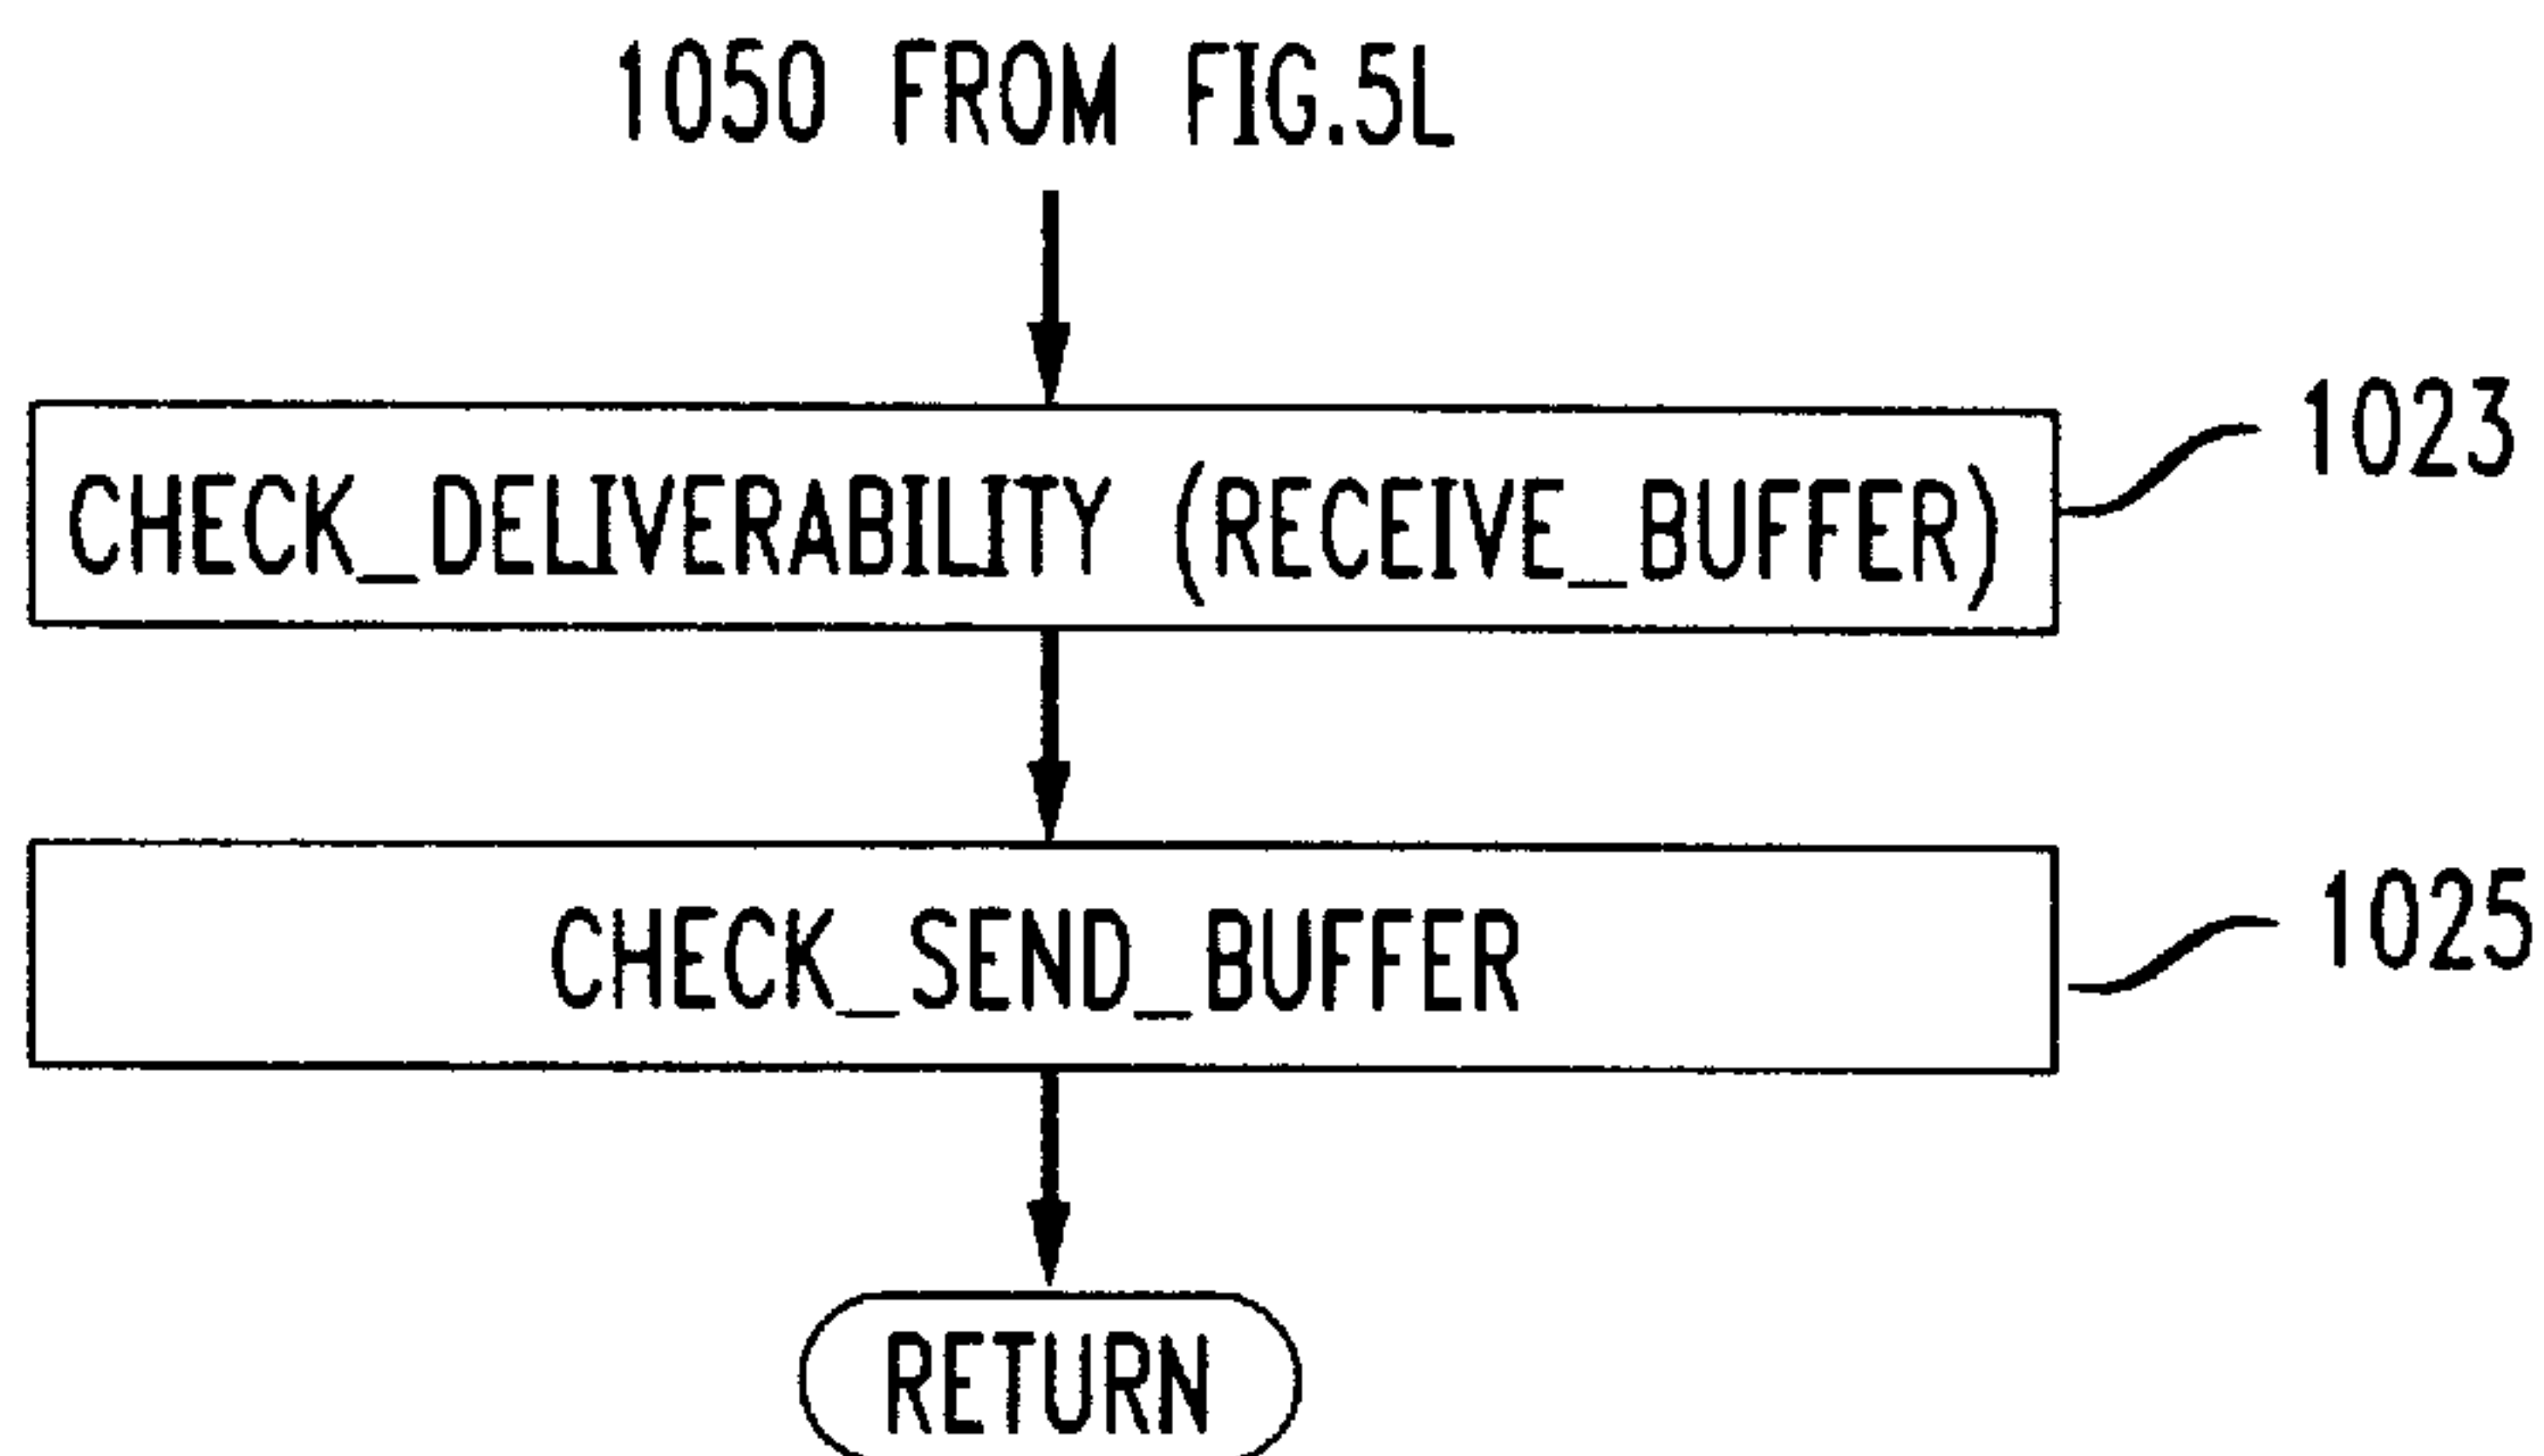 1050 FROM FIG.5L
1023
CHECK_DELIVERABILITY (RECEIVE_BUFFER)
CHECK_SEND_BUFFER
1025
RETURN